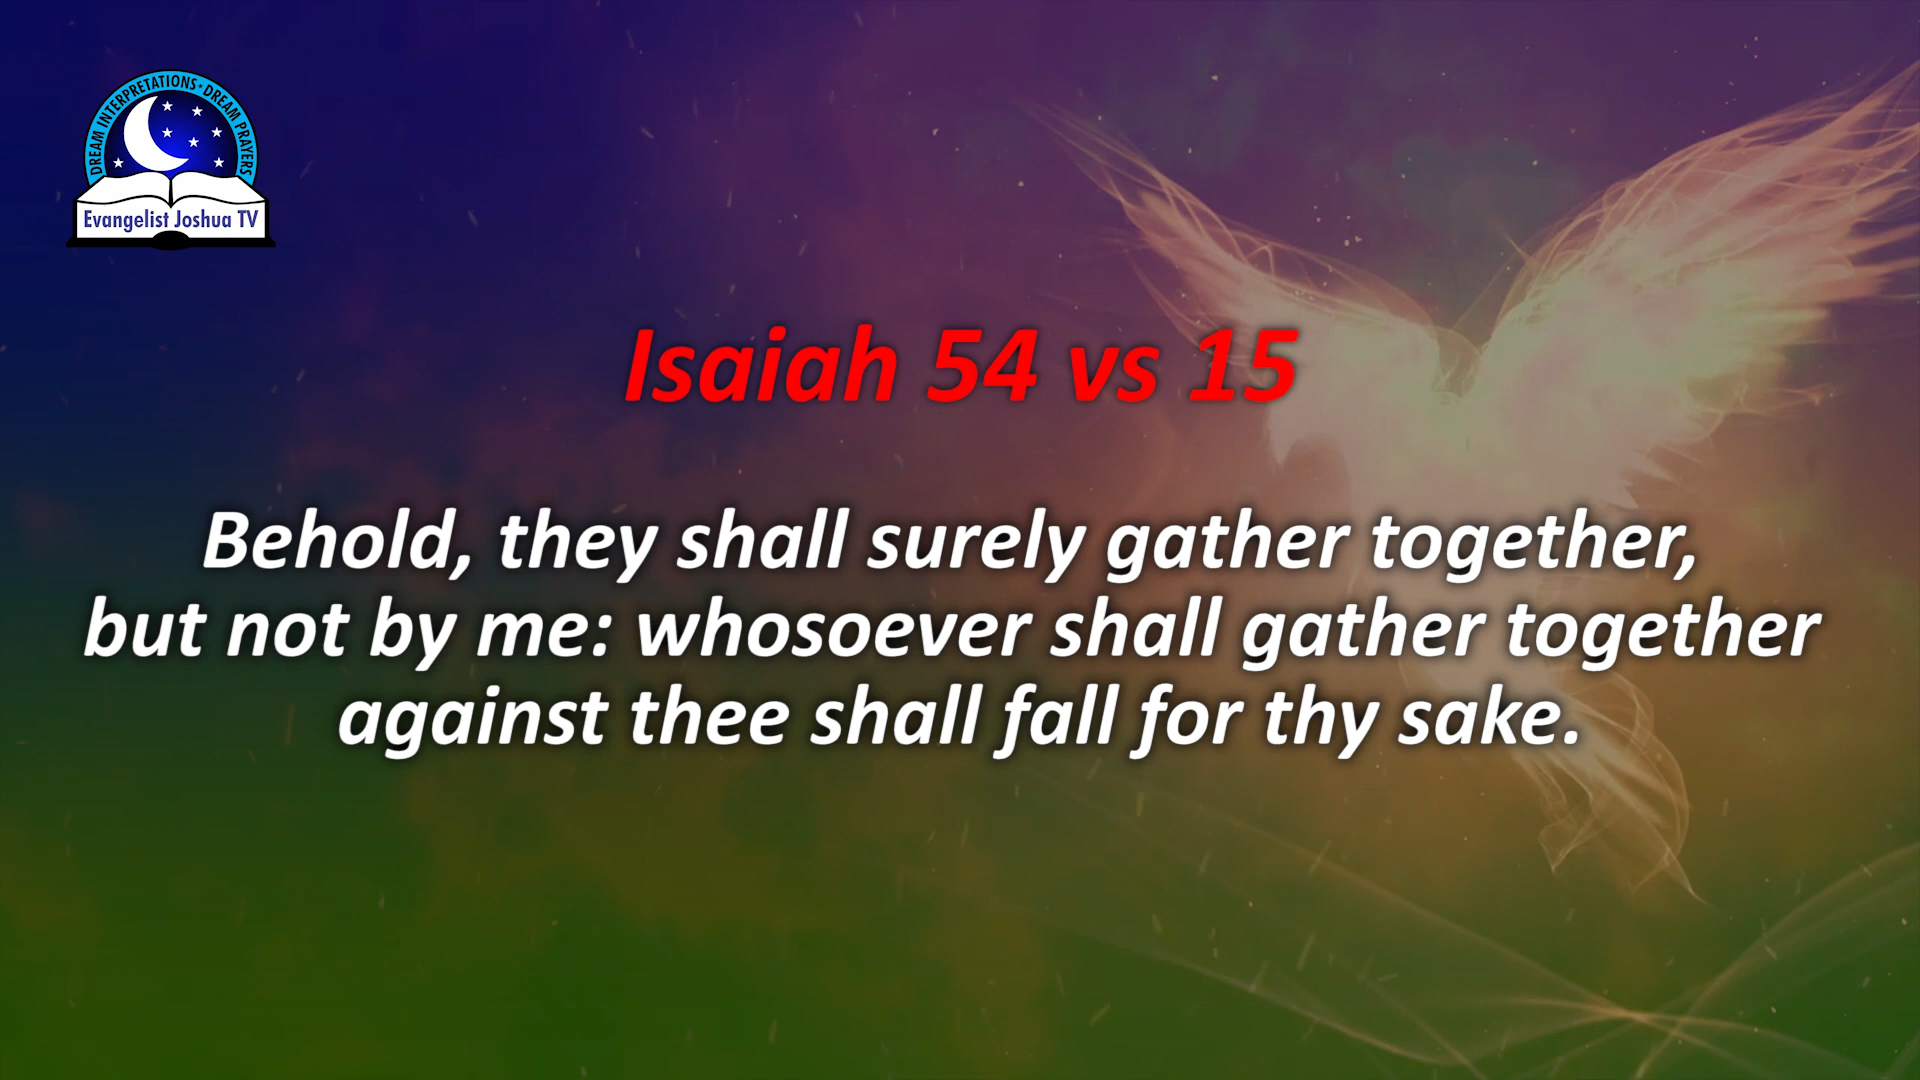 DREAM INTERPRETATIONS • DREAM PRAYERS
Evangelist Joshua TV
Isaiah 54 vs 15
Behold, they shall surely gather together,
but not by me: whosoever shall gather together
against thee shall fall for thy sake.